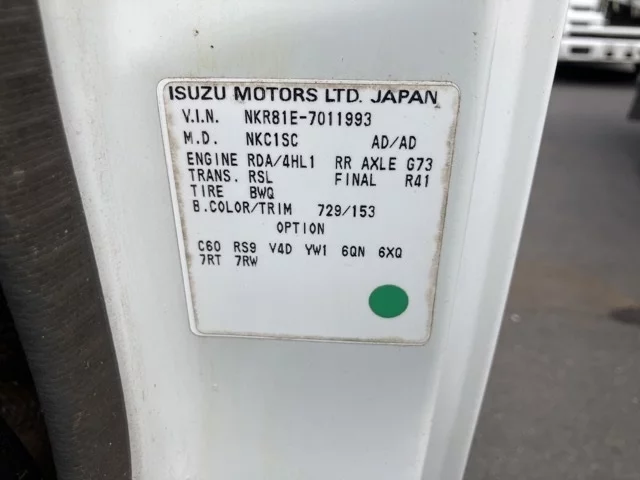 ISUZU MOTORS LTD. JAPAN
V.I.N. NKR81E-7011993
M.D. NKC1SC AD/AD
ENGINE RDA/4HL1 RR AXLE G73
TRANS. RSL FINAL R41
TIRE BWQ
B.COLOR/TRIM 729/153
OPTION
C60 RS9 V4D YW1 6QN 6XQ
7RT 7RW